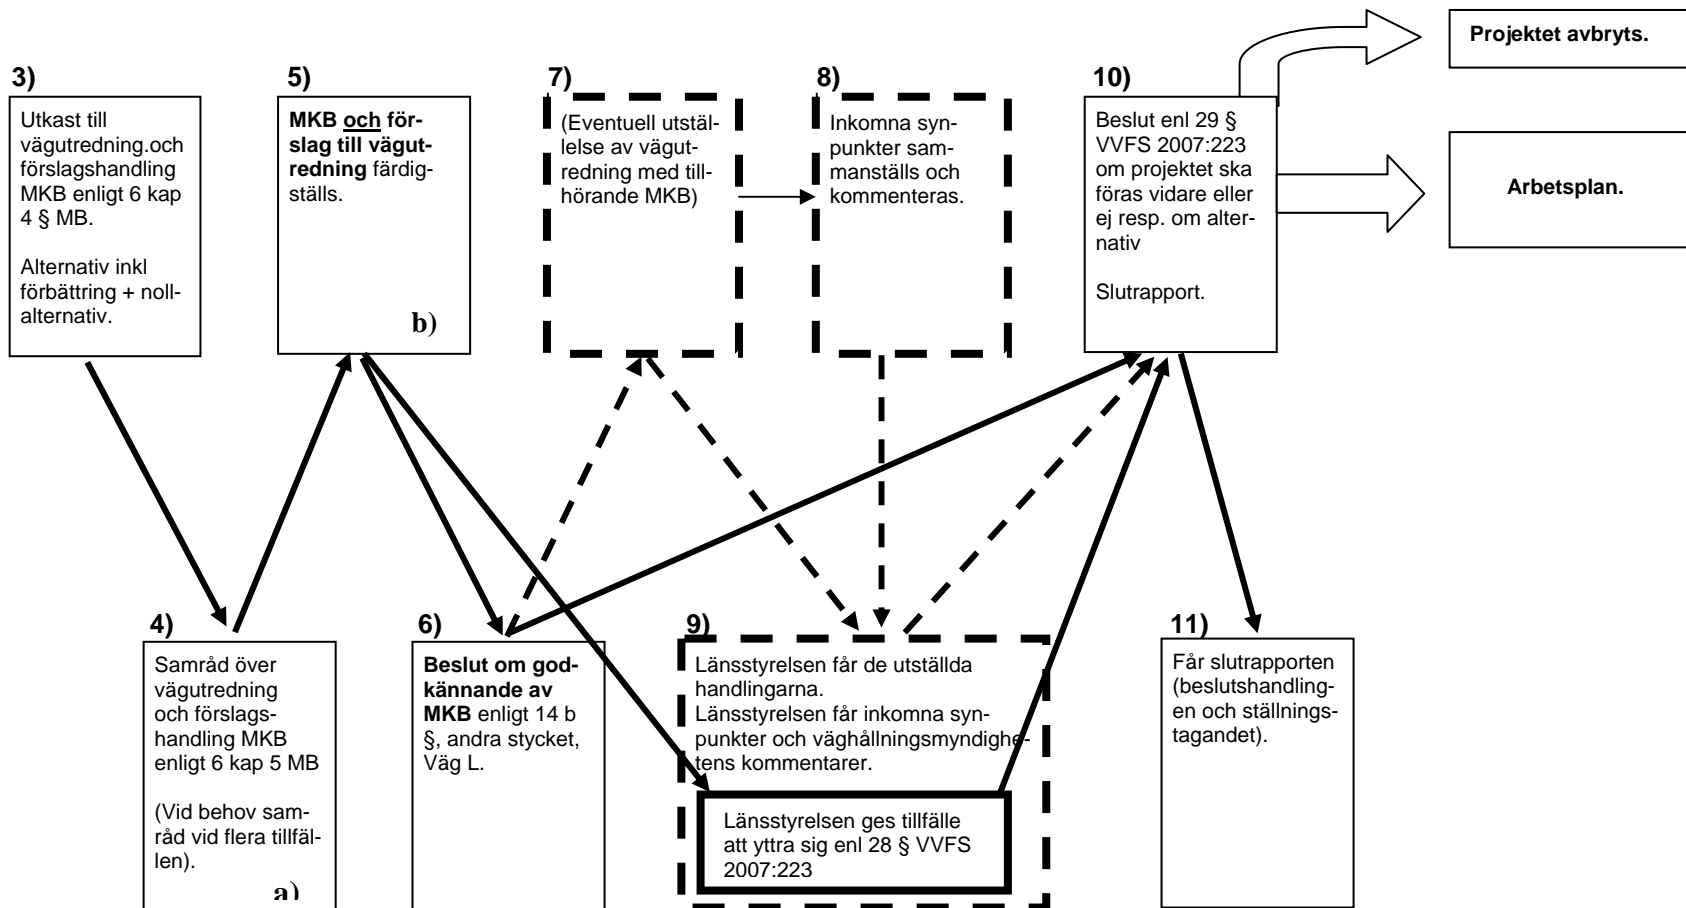 3)
Utkast till
vägutredning.och
förslagshandling
MKB enligt 6 kap
4 § MB.
Alternativ inkl
förbättring + noll-
alternativ.
5)
MKB och för-
slag till vägut-
redning färdig-
ställs.
b)
7)
(Eventuell utstäl-
lelse av vägut-
redning med till-
hörande MKB)
8)
Inkomna syn-
punkter sam-
manställs och
kommenteras.
10)
Beslut enl 29 §
VVFS 2007:223
om projektet ska
föras vidare eller
ej resp. om alter-
nativ
Slutrapport.
Projektet avbryts.
Arbetsplan.
4)
Samråd över
vägutredning
och förslags-
handling MKB
enligt 6 kap 5 MB
(Vid behov sam-
råd vid flera tillfäl-
len).
a)
6)
Beslut om god-
kännande av
MKB enligt 14 b
§, andra stycket,
Väg L.
9)
Länsstyrelsen får de utställda
handlingarna.
Länsstyrelsen får inkomna syn-
punkter och väghållningsmyndighe-
tens kommentarer.
Länsstyrelsen ges tillfälle
att yttra sig enl 28 § VVFS
2007:223
11)
Får slutrapporten
(beslutshandling-
en och ställnings-
tagandet).